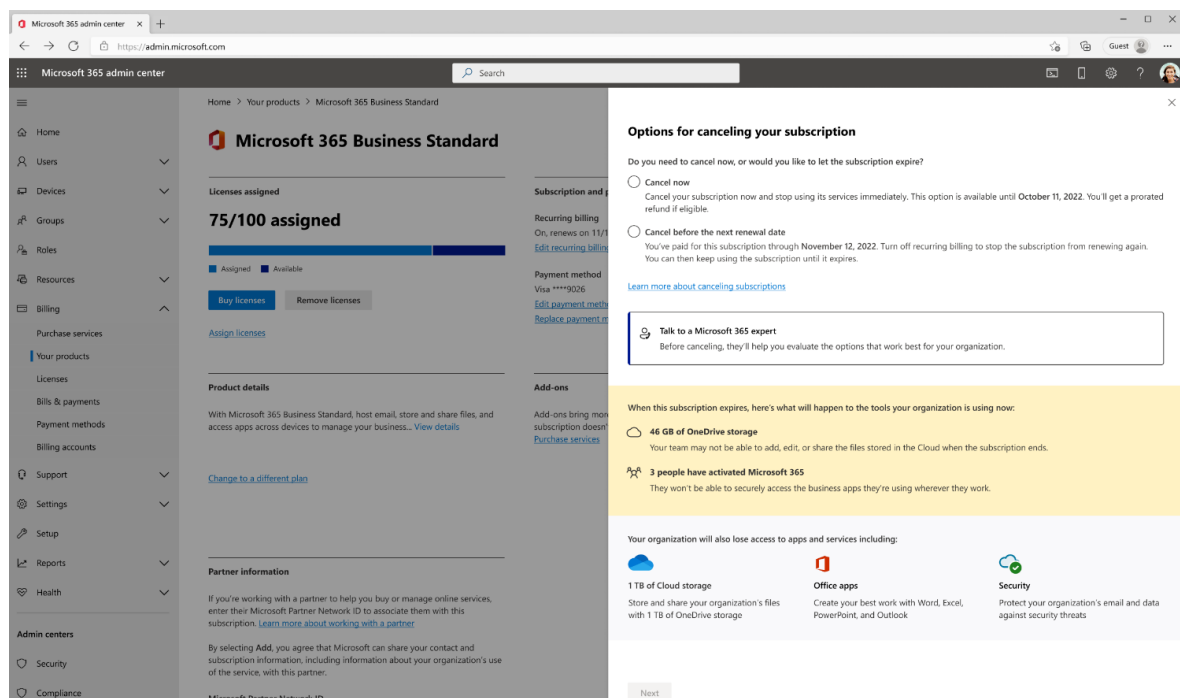 Microsoft 365 admin center
https://admin.microsoft.com
Guest
Microsoft 365 admin center
Search
Home
Users
Devices
Groups
Roles
Resources
Billing
Purchase services
Your products
Licenses
Bills & payments
Payment methods
Billing accounts
Support
Settings
Setup
Reports
Health
Admin centers
Security
Compliance
Home > Your products > Microsoft 365 Business Standard
Microsoft 365 Business Standard
Licenses assigned
75/100 assigned
Assigned Available
Buy licenses Remove licenses
Assign licenses
Product details
With Microsoft 365 Business Standard, host email, store and share files, and
access apps across devices to manage your business... View details
Change to a different plan
Partner information
If you're working with a partner to help you buy or manage online services,
enter their Microsoft Partner Network ID to associate them with this
subscription. Learn more about working with a partner
By selecting Add, you agree that Microsoft can share your contact and
subscription information, including information about your organization's use
of the service, with this partner.
Microsoft Partner Network ID
Subscription and p
Recurring billing
On, renews on 11/1
Edit recurring billing
Payment method
Visa ****9026
Edit payment meth
Replace payment m
Add-ons
Add-ons bring mor
subscription doesn'
Purchase services
Options for canceling your subscription
Do you need to cancel now, or would you like to let the subscription expire?
Cancel now
Cancel your subscription now and stop using its services immediately. This option is available until October 11, 2022. You'll get a prorated
refund if eligible.
Cancel before the next renewal date
You've paid for this subscription through November 12, 2022. Turn off recurring billing to stop the subscription from renewing again.
You can then keep using the subscription until it expires.
Learn more about canceling subscriptions
Talk to a Microsoft 365 expert
Before canceling, they'll help you evaluate the options that work best for your organization.
When this subscription expires, here's what will happen to the tools your organization is using now:
46 GB of OneDrive storage
Your team may not be able to add, edit, or share the files stored in the Cloud when the subscription ends.
3 people have activated Microsoft 365
They won't be able to securely access the business apps they're using wherever they work.
Your organization will also lose access to apps and services including:
1 TB of Cloud storage
Store and share your organization's files
with 1 TB of OneDrive storage
Office apps
Create your best work with Word, Excel,
PowerPoint, and Outlook
Security
Protect your organization's email and data
against security threats
Next